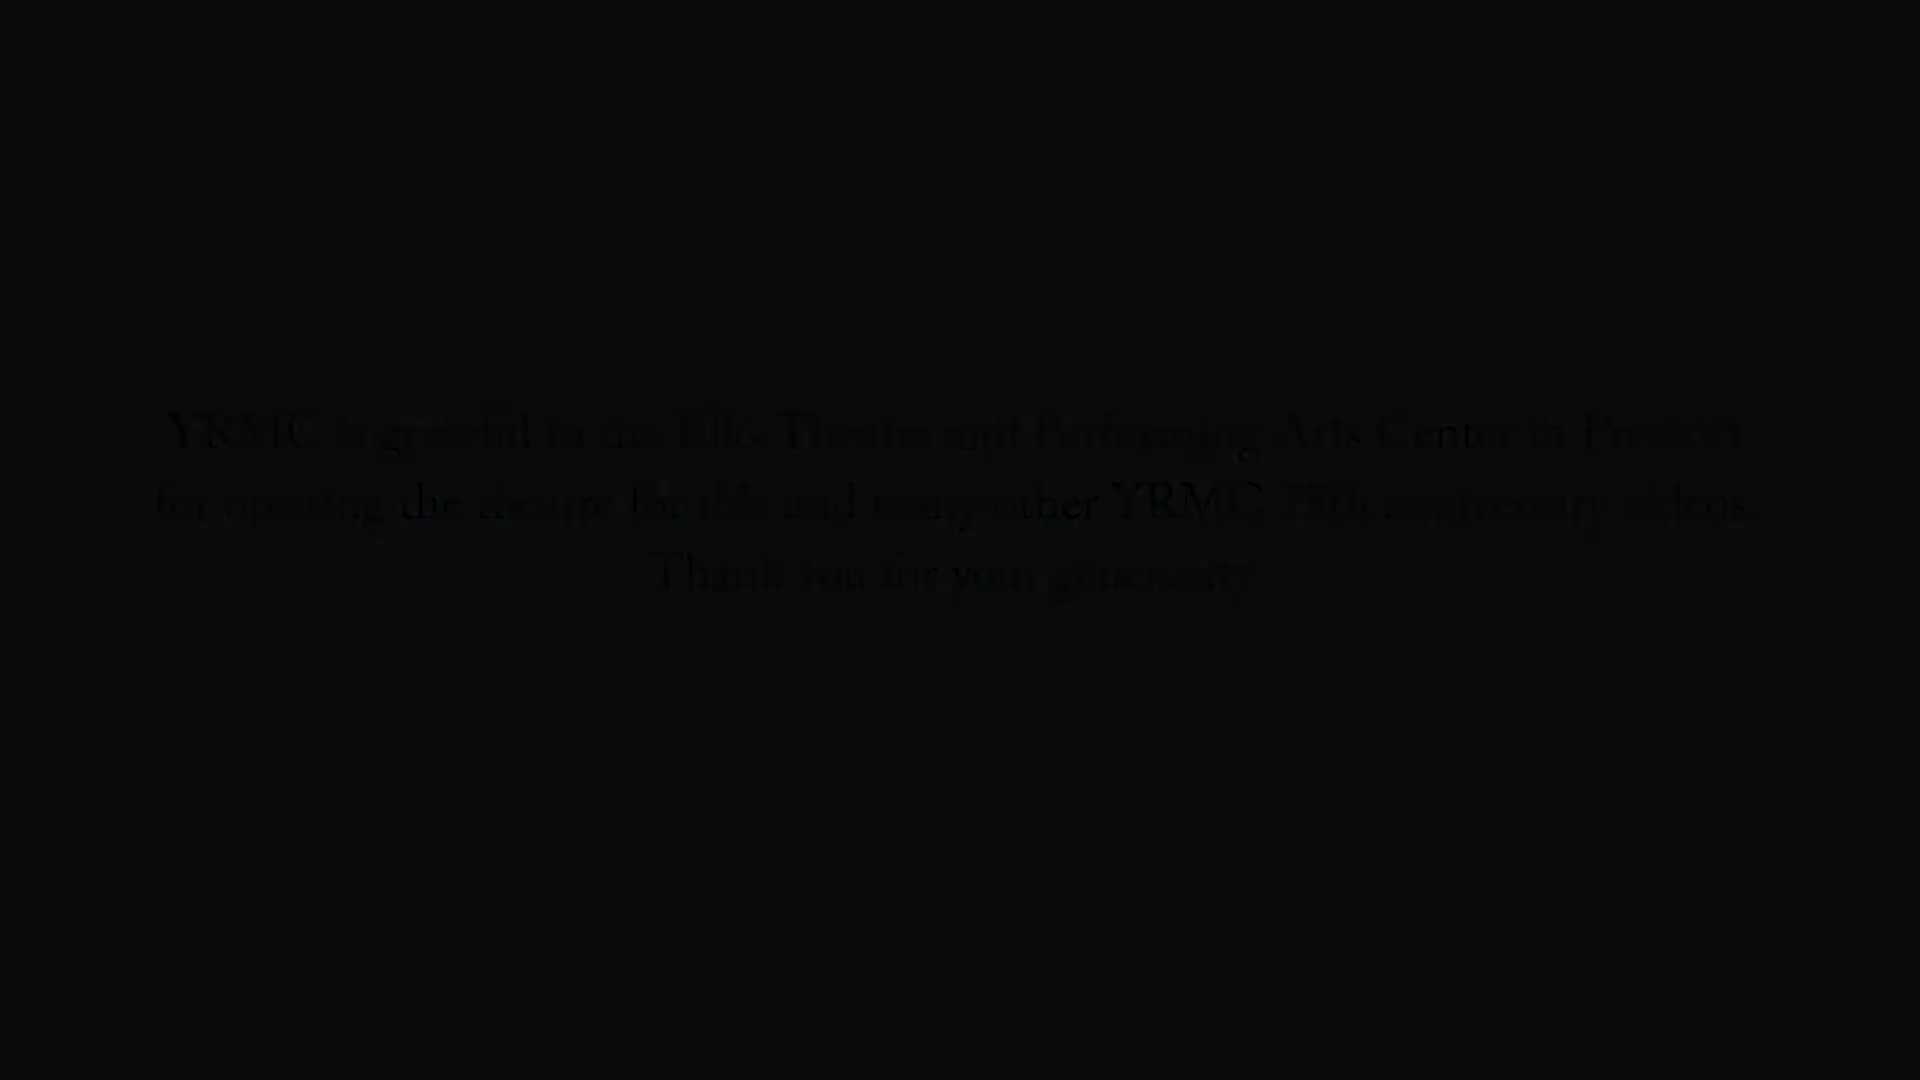 YRMC is grateful to the Elks Theatre and Performing Arts Center in Prescott
for opening the theatre for this and many other YRMC 75th anniversary videos.
Thank you for your generosity